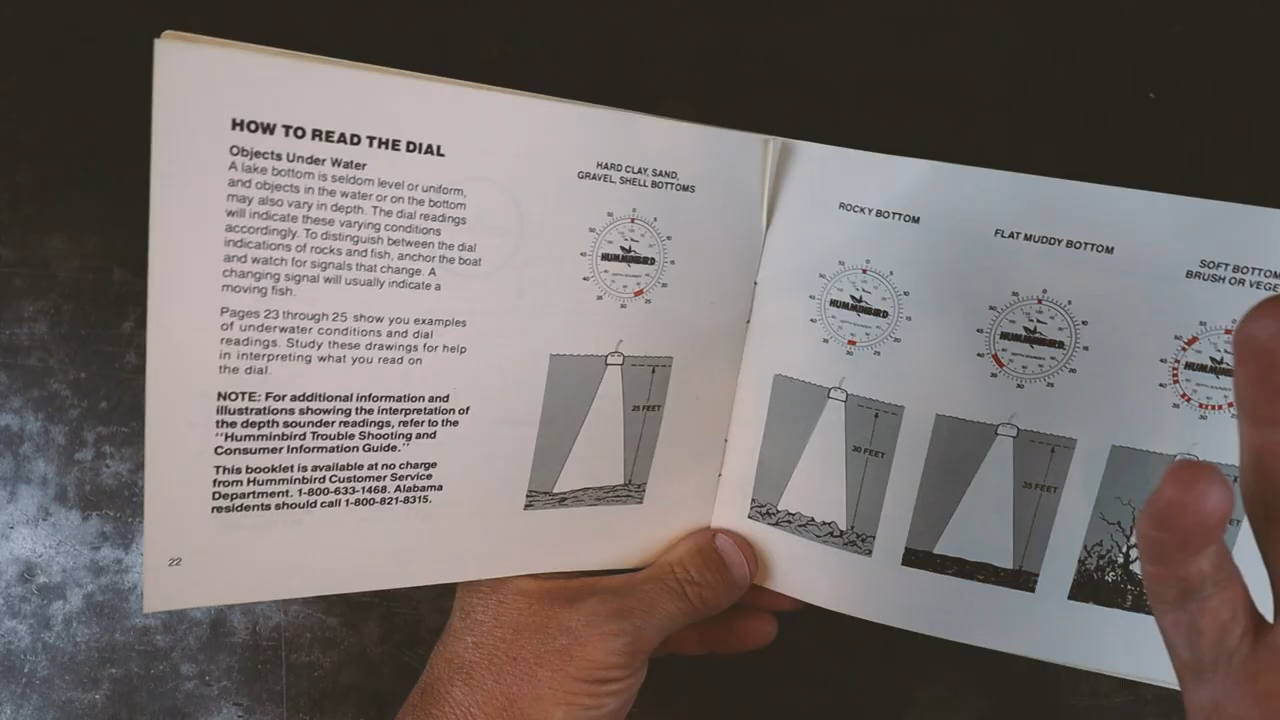 HOW TO READ THE DIAL
Objects Under Water
A lake bottom is seldom level or uniform,
and objects in the water or on the bottom
may also vary in depth. The dial readings
will indicate these varying conditions
accordingly. To distinguish between the dial
indications of rocks and fish, anchor the boat
and watch for signals that change. A
changing signal will usually indicate a
moving fish.
Pages 23 through 25 show you examples
of underwater conditions and dial
readings. Study these drawings for help
in interpreting what you read on
the dial.
NOTE: For additional information and
illustrations showing the interpretation of
the depth sounder readings, refer to the
"Humminbird Trouble Shooting and
Consumer Information Guide."
This booklet is available at no charge
from Humminbird Customer Service
Department. 1-800-633-1468. Alabama
residents should call 1-800-821-8315.
22
HARD CLAY, SAND,
GRAVEL, SHELL BOTTOMS
HUMMINBIRD
DEPTH SOUNDER
25 FEET
ROCKY BOTTOM
HUMMINBIRD
DEPTH SOUNDER
30 FEET
FLAT MUDDY BOTTOM
HUMMINBIRD
DEPTH SOUNDER
35 FEET
SOFT BOTTOM
BRUSH OR VEGE